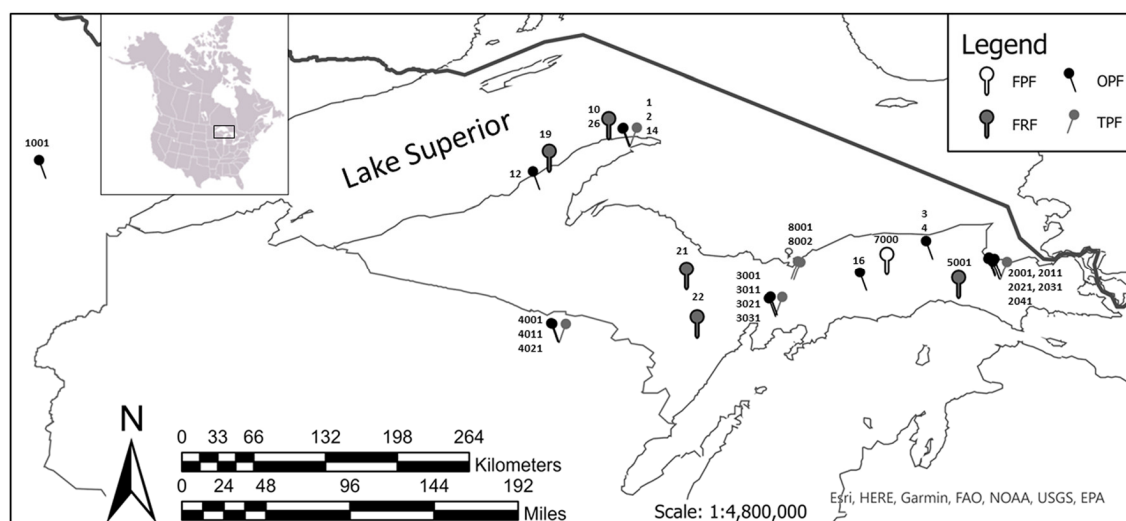 Legend
FPF
OPF
FRF
TPF
1001
Lake Superior
10
26
1
2
14
19
12
21
22
8001
8002
7000
3
4
16
5001
3001
3011
3021
3031
2001, 2011
2021, 2031
2041
4001
4011
4021
N
0 33 66 132 198 264
Kilometers
0 24 48 96 144 192
Miles
Scale: 1:4,800,000
Esri, HERE, Garmin, FAO, NOAA, USGS, EPA